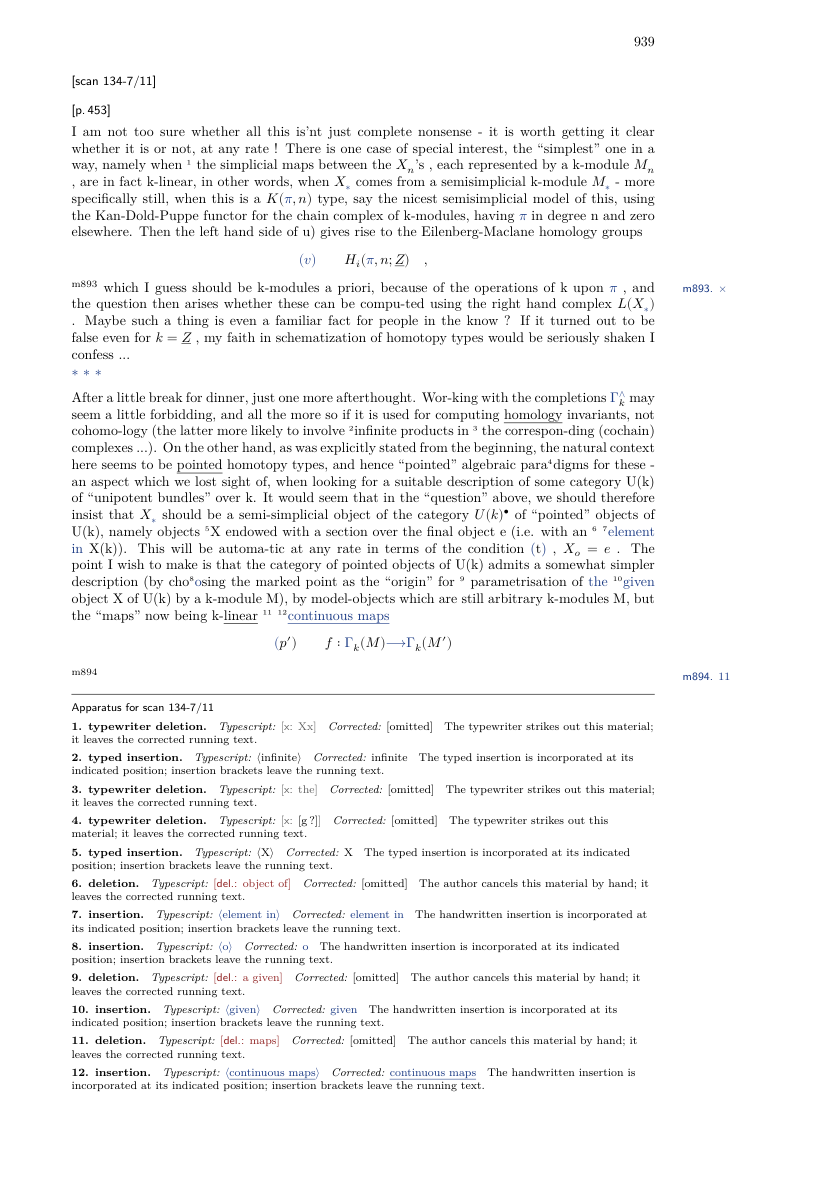 939
[scan 134-7/11]
[p. 453]
I am not too sure whether all this is'nt just complete nonsense - it is worth getting it clear
whether it is or not, at any rate ! There is one case of special interest, the “simplest” one in a
way, namely when ¹ the simplicial maps between the Xₙ's , each represented by a k-module Mₙ
, are in fact k-linear, in other words, when X⁎ comes from a semisimplicial k-module M⁎ - more
specifically still, when this is a K(π, n) type, say the nicest semisimplicial model of this, using
the Kan-Dold-Puppe functor for the chain complex of k-modules, having π in degree n and zero
elsewhere. Then the left hand side of u) gives rise to the Eilenberg-Maclane homology groups
(v) Hᵢ(π, n; Z) ,
m893 which I guess should be k-modules a priori, because of the operations of k upon π , and
m893. ×
the question then arises whether these can be compu-ted using the right hand complex L(X⁎)
. Maybe such a thing is even a familiar fact for people in the know ? If it turned out to be
false even for k = Z , my faith in schematization of homotopy types would be seriously shaken I
confess ...
* * *
After a little break for dinner, just one more afterthought. Wor-king with the completions Γₖ^ may
seem a little forbidding, and all the more so if it is used for computing homology invariants, not
cohomo-logy (the latter more likely to involve ²infinite products in ³ the correspon-ding (cochain)
complexes ...). On the other hand, as was explicitly stated from the beginning, the natural context
here seems to be pointed homotopy types, and hence “pointed” algebraic para⁴digms for these -
an aspect which we lost sight of, when looking for a suitable description of some category U(k)
of “unipotent bundles” over k. It would seem that in the “question” above, we should therefore
insist that X⁎ should be a semi-simplicial object of the category U(k)• of “pointed” objects of
U(k), namely objects ⁵X endowed with a section over the final object e (i.e. with an ⁶ ⁷element
in X(k)). This will be automa-tic at any rate in terms of the condition (t) , Xₒ = e . The
point I wish to make is that the category of pointed objects of U(k) admits a somewhat simpler
description (by cho⁸osing the marked point as the “origin” for ⁹ parametrisation of the ¹⁰given
object X of U(k) by a k-module M), by model-objects which are still arbitrary k-modules M, but
the “maps” now being k-linear ¹¹ ¹²continuous maps
(p′) f : Γₖ(M)⟶Γₖ(M′)
m894
m894. 11
Apparatus for scan 134-7/11
1. typewriter deletion. Typescript: [x: Xx] Corrected: [omitted] The typewriter strikes out this material;
it leaves the corrected running text.
2. typed insertion. Typescript: ⟨infinite⟩ Corrected: infinite The typed insertion is incorporated at its
indicated position; insertion brackets leave the running text.
3. typewriter deletion. Typescript: [x: the] Corrected: [omitted] The typewriter strikes out this material;
it leaves the corrected running text.
4. typewriter deletion. Typescript: [x: [g ?]] Corrected: [omitted] The typewriter strikes out this
material; it leaves the corrected running text.
5. typed insertion. Typescript: ⟨X⟩ Corrected: X The typed insertion is incorporated at its indicated
position; insertion brackets leave the running text.
6. deletion. Typescript: [del.: object of] Corrected: [omitted] The author cancels this material by hand; it
leaves the corrected running text.
7. insertion. Typescript: ⟨element in⟩ Corrected: element in The handwritten insertion is incorporated at
its indicated position; insertion brackets leave the running text.
8. insertion. Typescript: ⟨o⟩ Corrected: o The handwritten insertion is incorporated at its indicated
position; insertion brackets leave the running text.
9. deletion. Typescript: [del.: a given] Corrected: [omitted] The author cancels this material by hand; it
leaves the corrected running text.
10. insertion. Typescript: ⟨given⟩ Corrected: given The handwritten insertion is incorporated at its
indicated position; insertion brackets leave the running text.
11. deletion. Typescript: [del.: maps] Corrected: [omitted] The author cancels this material by hand; it
leaves the corrected running text.
12. insertion. Typescript: ⟨continuous maps⟩ Corrected: continuous maps The handwritten insertion is
incorporated at its indicated position; insertion brackets leave the running text.